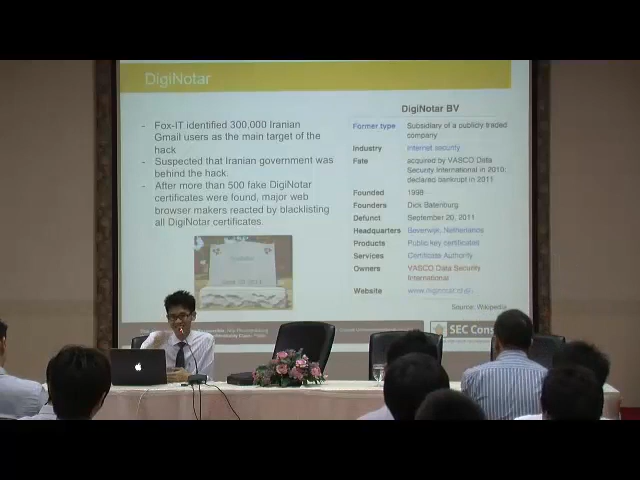 DigiNotar
- Fox-IT identified 300,000 Iranian
Gmail users as the main target of the
hack
- Suspected that Iranian government was
behind the hack.
- After more than 500 fake DigiNotar
certificates were found, major web
browser makers reacted by blacklisting
all DigiNotar certificates.
DigiNotar BV
Former type Subsidiary of a publicly traded
company
Industry Internet security
Fate acquired by VASCO Data
Security International in 2010;
declared bankrupt in 2011
Founded 1998
Founders Dick Batenburg
Defunct September 20, 2011
Headquarters Beverwijk, Netherlands
Products Public key certificates
Services Certificate Authority
Owners VASCO Data Security
International
Website
Source: Wikipedia
SEC Cons